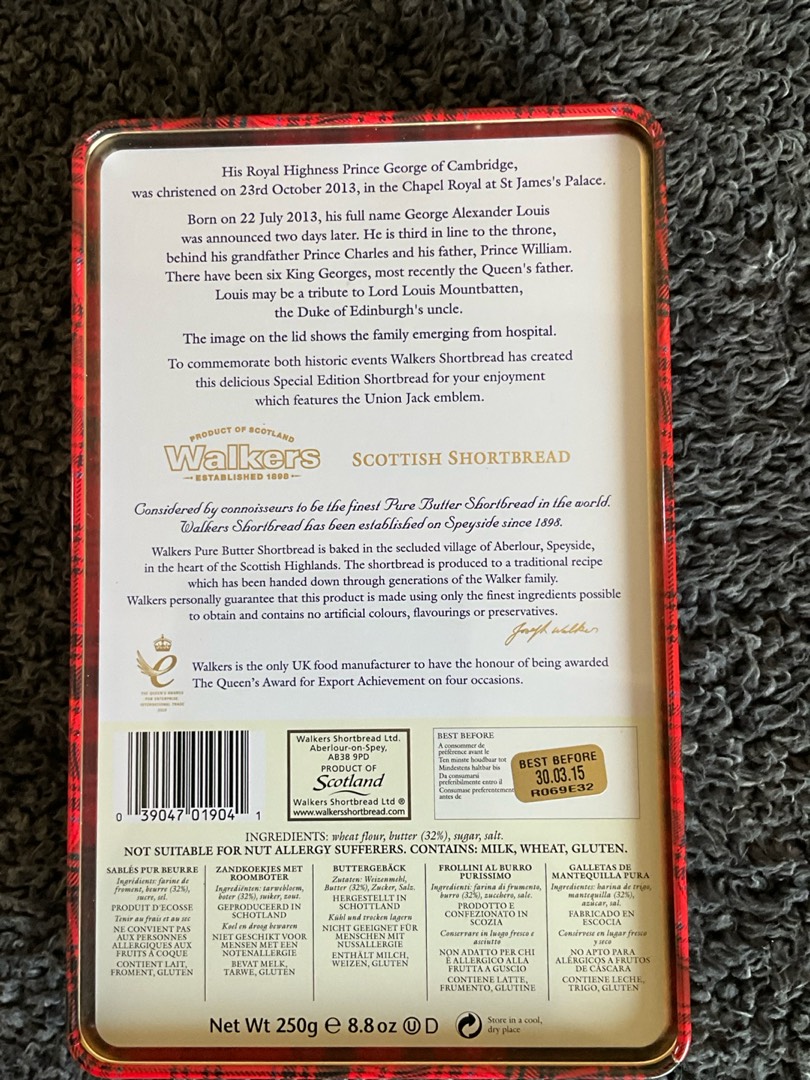 His Royal Highness Prince George of Cambridge,
was christened on 23rd October 2013, in the Chapel Royal at St James's Palace.
Born on 22 July 2013, his full name George Alexander Louis
was announced two days later. He is third in line to the throne,
behind his grandfather Prince Charles and his father, Prince William.
There have been six King Georges, most recently the Queen's father.
Louis may be a tribute to Lord Louis Mountbatten,
the Duke of Edinburgh's uncle.
The image on the lid shows the family emerging from hospital.
To commemorate both historic events Walkers Shortbread has created
this delicious Special Edition Shortbread for your enjoyment
which features the Union Jack emblem.
PRODUCT OF SCOTLAND
Walkers
ESTABLISHED 1898
SCOTTISH SHORTBREAD
Considered by connoisseurs to be the finest Pure Butter Shortbread in the world.
Walkers Shortbread has been established on Speyside since 1898.
Walkers Pure Butter Shortbread is baked in the secluded village of Aberlour, Speyside,
in the heart of the Scottish Highlands. The shortbread is produced to a traditional recipe
which has been handed down through generations of the Walker family.
Walkers personally guarantee that this product is made using only the finest ingredients possible
to obtain and contains no artificial colours, flavourings or preservatives.
Joseph Walker
THE QUEEN'S AWARDS
FOR ENTERPRISE
INTERNATIONAL TRADE
Walkers is the only UK food manufacturer to have the honour of being awarded
The Queen's Award for Export Achievement on four occasions.
0 39047 01904 1
Walkers Shortbread Ltd.
Aberlour-on-Spey,
AB38 9PD
PRODUCT OF
Scotland
Walkers Shortbread Ltd ®
www.walkersshortbread.com
BEST BEFORE
A consommer de
préférence avant le
Ten minste houdbaar tot
Mindestens haltbar bis
Da consumarsi
preferibilmente entro il
Consumase preferentemente
antes de
BEST BEFORE
30.03.15
R069E32
INGREDIENTS: wheat flour, butter (32%), sugar, salt.
NOT SUITABLE FOR NUT ALLERGY SUFFERERS. CONTAINS: MILK, WHEAT, GLUTEN.
SABLÉS PUR BEURRE
Ingrédients: farine de
froment, beurre (32%),
sucre, sel.
PRODUIT D'ECOSSE
Tenir au frais et au sec
NE CONVIENT PAS
AUX PERSONNES
ALLERGIQUES AUX
FRUITS À COQUE
CONTIENT LAIT,
FROMENT, GLUTEN
ZANDKOEKJES MET
ROOMBOTER
Ingrediënten: tarwebloem,
boter (32%), suiker, zout.
GEPRODUCEERD IN
SCHOTLAND
Koel en droog bewaren
NIET GESCHIKT VOOR
MENSEN MET EEN
NOTENALLERGIE
BEVAT MELK,
TARWE, GLUTEN
BUTTERGEBÄCK
Zutaten: Weizenmehl,
Butter (32%), Zucker, Salz.
HERGESTELLT IN
SCHOTTLAND
Kühl und trocken lagern
NICHT GEEIGNET FÜR
MENSCHEN MIT
NUSSALLERGIE
ENTHÄLT MILCH,
WEIZEN, GLUTEN
FROLLINI AL BURRO
PURISSIMO
Ingredienti: farina di frumento,
burro (32%), zucchero, sale.
PRODOTTO E
CONFEZIONATO IN
SCOZIA
Conservare in luogo fresco e
asciutto
NON ADATTO PER CHI
È ALLERGICO ALLA
FRUTTA A GUSCIO
CONTIENE LATTE,
FRUMENTO, GLUTINE
GALLETAS DE
MANTEQUILLA PURA
Ingredientes: harina de trigo,
mantequilla (32%),
azúcar, sal.
FABRICADO EN
ESCOCIA
Consérvese en lugar fresco
y seco
NO APTO PARA
ALÉRGICOS A FRUTOS
DE CÁSCARA
CONTIENE LECHE,
TRIGO, GLUTEN
Net Wt 250g e 8.8oz Ⓤ D
Store in a cool,
dry place